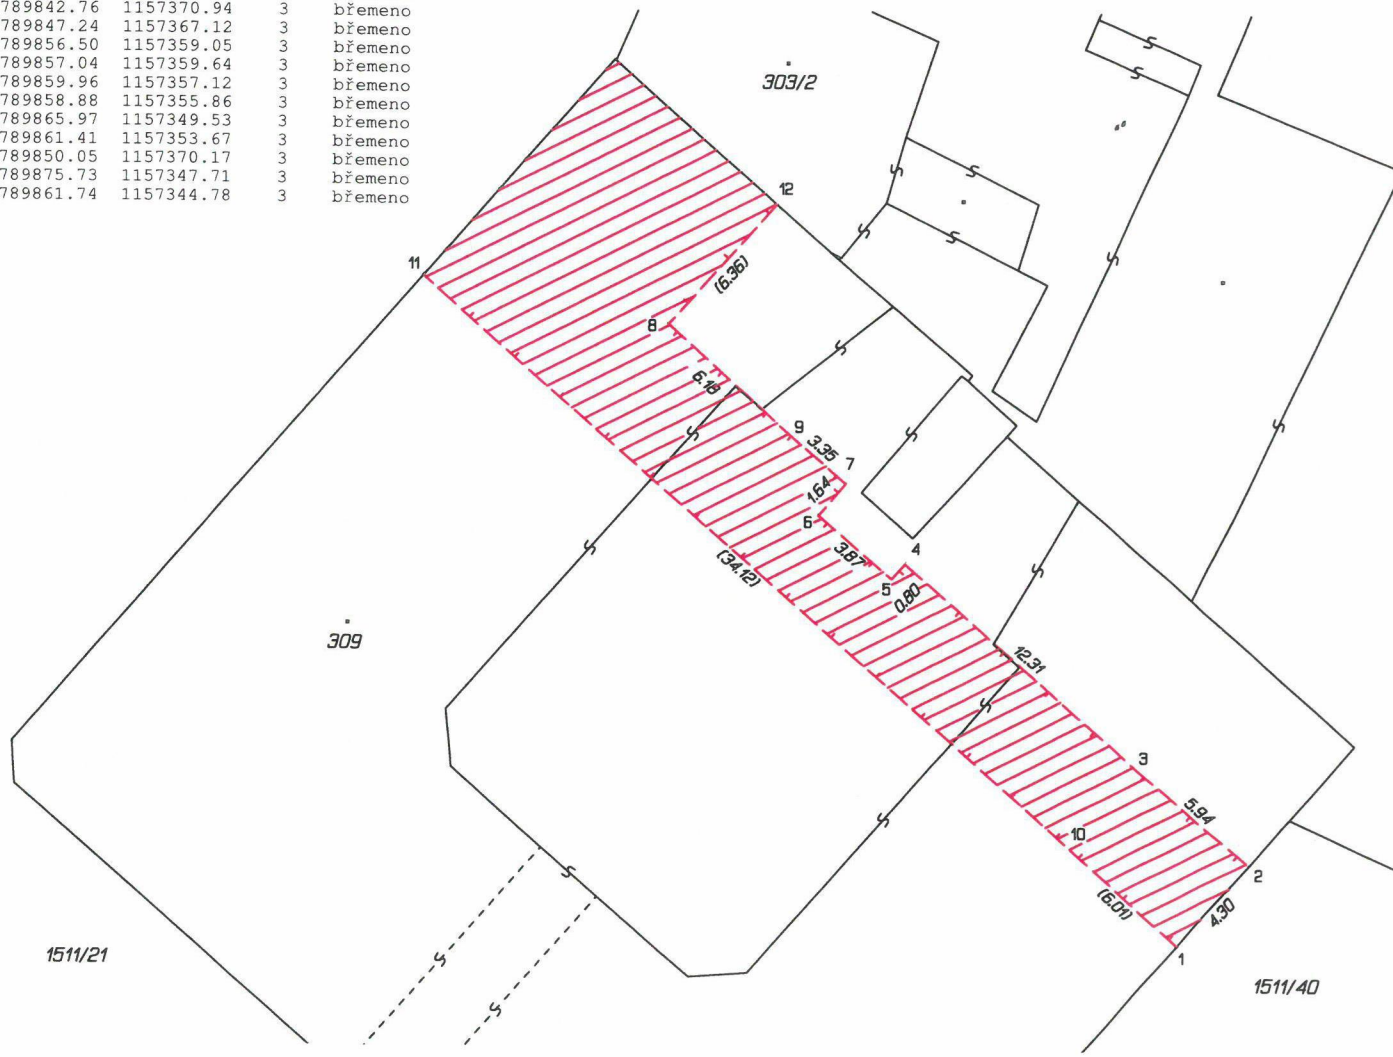 789842.76 1157370.94 3 břemeno
789847.24 1157367.12 3 břemeno
789856.50 1157359.05 3 břemeno
789857.04 1157359.64 3 břemeno
789859.96 1157357.12 3 břemeno
789858.88 1157355.86 3 břemeno
789865.97 1157349.53 3 břemeno
789861.41 1157353.67 3 břemeno
789850.05 1157370.17 3 břemeno
789875.73 1157347.71 3 břemeno
789861.74 1157344.78 3 břemeno
303/2
12
11
(6.36)
8
6.18
9
3.35
7
1.64
6
3.87
4
(34.12)
5
0.80
309
12.31
3
5.94
10
2
(6.01)
4.30
1
1511/21
1511/40